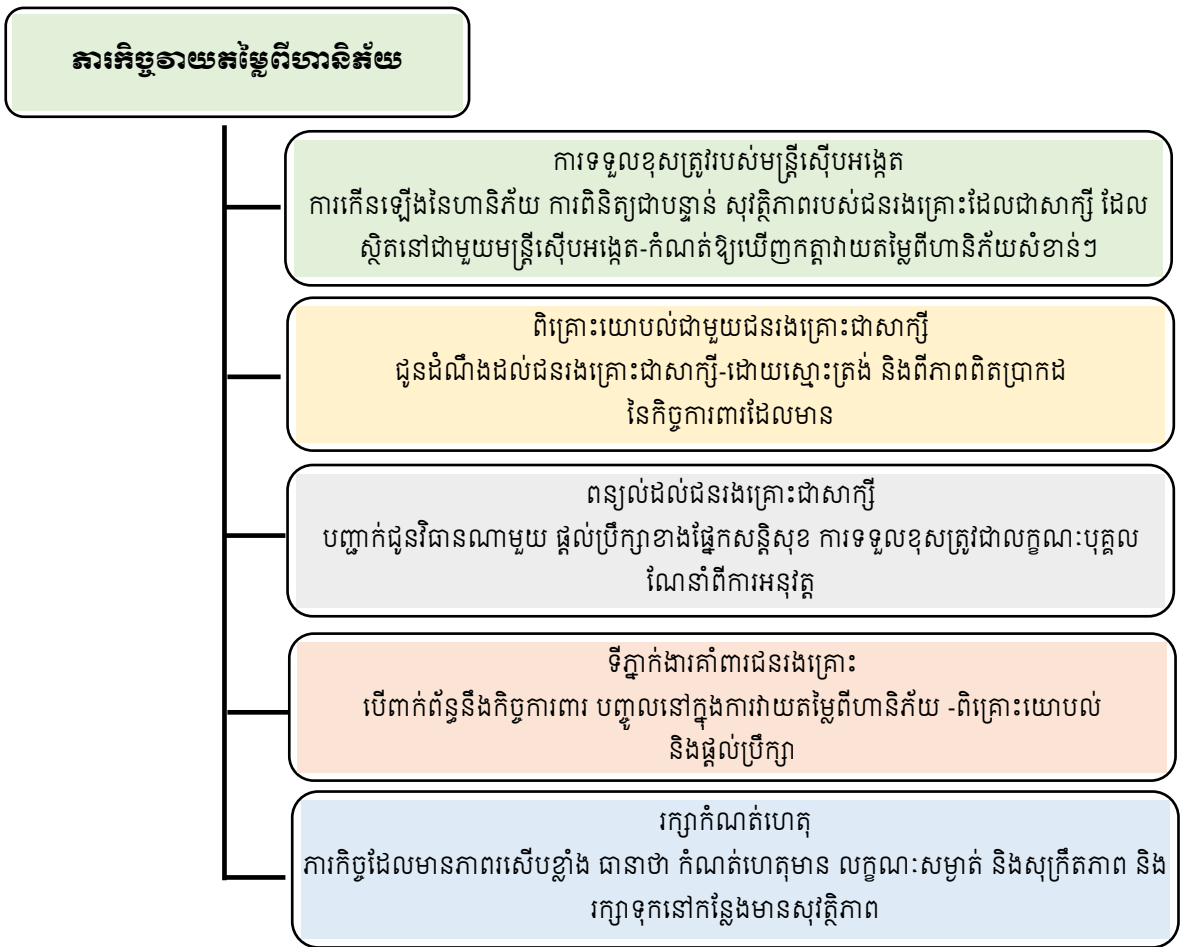 ភារកិច្ចវាយតម្លៃពីហានិភ័យ
ការទទួលខុសត្រូវរបស់មន្ត្រីស៊ើបអង្កេត
ការកើនឡើងនៃហានិភ័យ ការពិនិត្យជាបន្ទាន់ សុវត្ថិភាពរបស់ជនរងគ្រោះដែលជាសាក្សី ដែល
ស្ថិតនៅជាមួយមន្ត្រីស៊ើបអង្កេត-កំណត់ឱ្យឃើញកត្តាវាយតម្លៃពីហានិភ័យសំខាន់ៗ
ពិគ្រោះយោបល់ជាមួយជនរងគ្រោះជាសាក្សី
ជូនដំណឹងដល់ជនរងគ្រោះជាសាក្សី-ដោយស្មោះត្រង់ និងពីភាពពិតប្រាកដ
នៃកិច្ចការពារដែលមាន
ពន្យល់ដល់ជនរងគ្រោះជាសាក្សី
បញ្ជាក់ជូនវិធានណាមួយ ផ្តល់ប្រឹក្សាខាងផ្នែកសន្តិសុខ ការទទួលខុសត្រូវជាលក្ខណៈបុគ្គល
ណែនាំពីការអនុវត្ត
ទីភ្នាក់ងារគាំពារជនរងគ្រោះ
បើពាក់ព័ន្ធនឹងកិច្ចការពារ បញ្ចូលនៅក្នុងការវាយតម្លៃពីហានិភ័យ -ពិគ្រោះយោបល់
និងផ្តល់ប្រឹក្សា
រក្សាកំណត់ហេតុ
ភារកិច្ចដែលមានភាពរសើបខ្លាំង ធានាថា កំណត់ហេតុមាន លក្ខណៈសម្ងាត់ និងសុក្រឹតភាព និង
រក្សាទុកនៅកន្លែងមានសុវត្ថិភាព